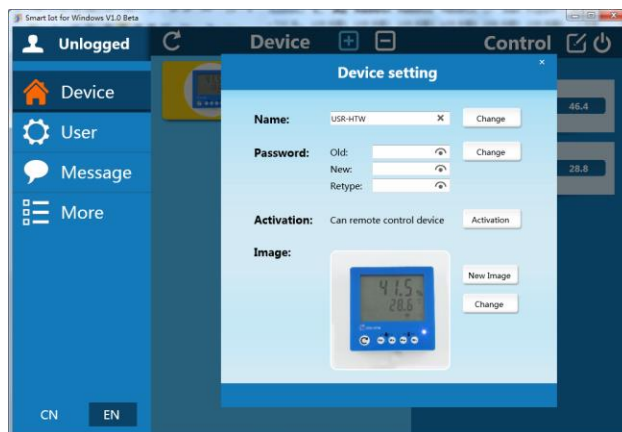 Smart Iot for Windows V1.0 Beta
Unlogged
Device
Control
Device
User
Message
More
CN EN
Device setting
Name: USR-HTW Change
Password: Old: Change
New:
Retype:
Activation: Can remote control device Activation
Image:
41.5
28.6
New Image
Change
46.4
28.8